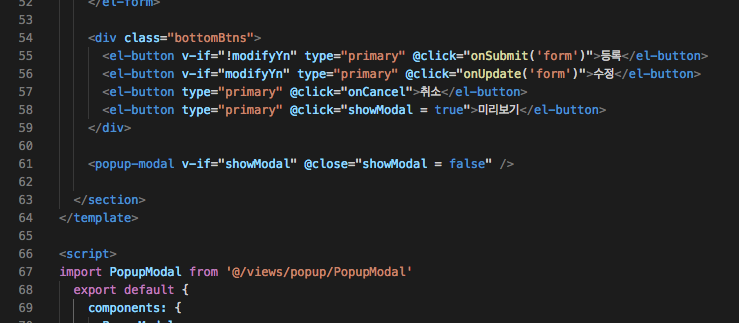 52 </el-form>
53
54 <div class="bottomBtns">
55 <el-button v-if="!modifyYn" type="primary" @click="onSubmit('form')">등록</el-button>
56 <el-button v-if="modifyYn" type="primary" @click="onUpdate('form')">수정</el-button>
57 <el-button type="primary" @click="onCancel">취소</el-button>
58 <el-button type="primary" @click="showModal = true">미리보기</el-button>
59 </div>
60
61 <popup-modal v-if="showModal" @close="showModal = false" />
62
63 </section>
64 </template>
65
66 <script>
67 import PopupModal from '@/views/popup/PopupModal'
68 export default {
69 components: {